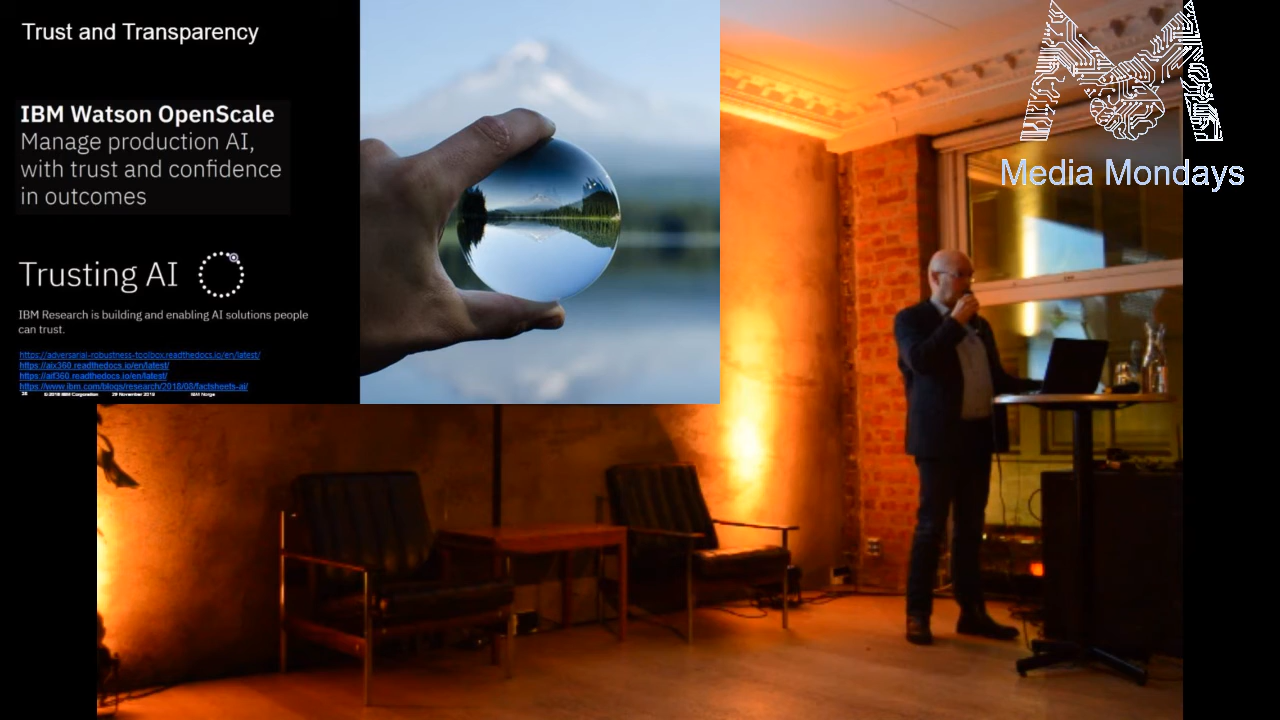 Trust and Transparency
IBM Watson OpenScale
Manage production AI,
with trust and confidence
in outcomes
Trusting AI
IBM Research is building and enabling AI solutions people
can trust.
https://adversarial-robustness-toolbox.readthedocs.io/en/latest/
https://aix360.readthedocs.io/en/latest/
https://aif360.readthedocs.io/en/latest/
https://www.ibm.com/blogs/research/2018/08/factsheets-ai/
38 ©2018 IBM Corporation 29 November 2018 IBM Norge
Media Mondays